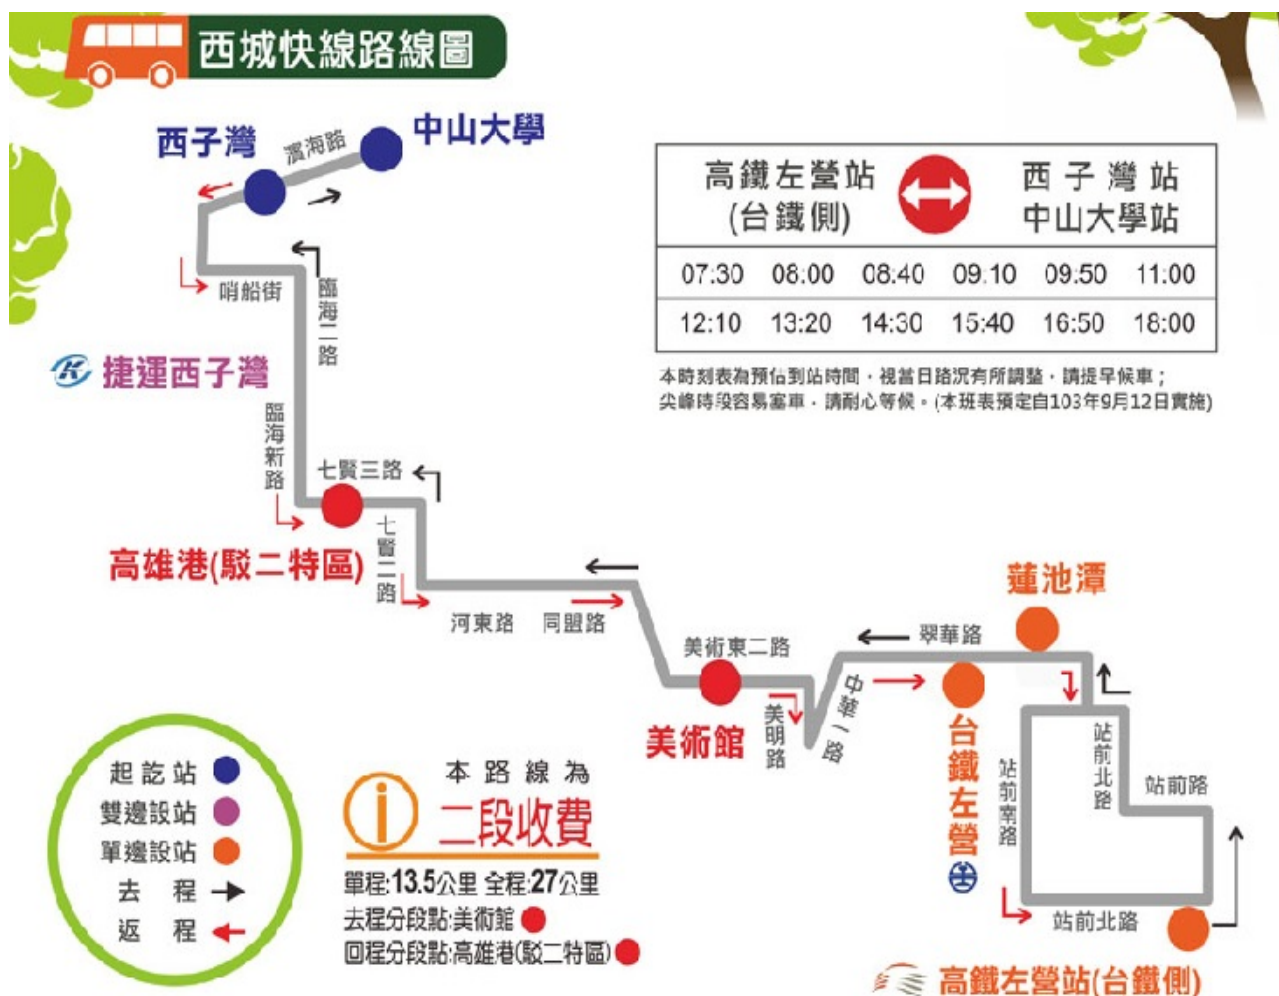 西城快線路線圖
西子灣
濱海路
中山大學
高鐵左營站
(台鐵側)
西子灣站
中山大學站
07:30 08:00 08:40 09:10 09:50 11:00
12:10 13:20 14:30 15:40 16:50 18:00
本時刻表為預估到站時間，視當日路況有所調整，請提早候車；
尖峰時段容易塞車，請耐心等候。(本班表預定自103年9月12日實施)
哨船街
臨海二路
捷運西子灣
臨海新路
七賢三路
高雄港(駁二特區)
七賢二路
河東路
同盟路
美術東二路
美術館
美明路
中華一路
翠華路
蓮池潭
台鐵左營
站前南路
站前北路
站前路
站前北路
高鐵左營站(台鐵側)
起訖站
雙邊設站
單邊設站
去程
返程
本路線為
二段收費
單程:13.5公里 全程:27公里
去程分段點:美術館
回程分段點:高雄港(駁二特區)